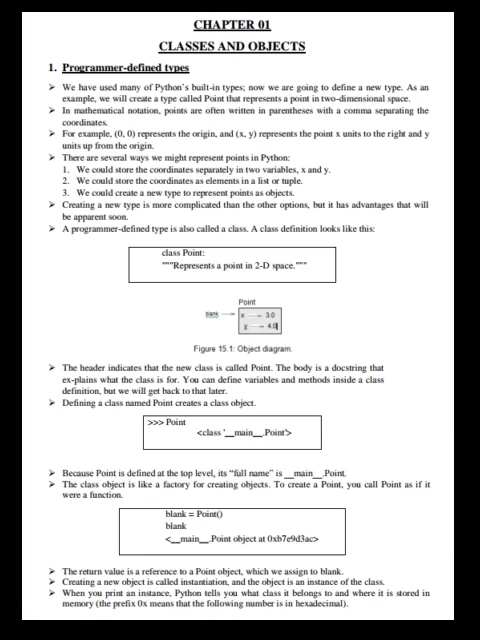 CHAPTER 01
CLASSES AND OBJECTS
1. Programmer-defined types
➢ We have used many of Python's built-in types; now we are going to define a new type. As an
example, we will create a type called Point that represents a point in two-dimensional space.
➢ In mathematical notation, points are often written in parentheses with a comma separating the
coordinates.
➢ For example, (0, 0) represents the origin, and (x, y) represents the point x units to the right and y
units up from the origin.
➢ There are several ways we might represent points in Python:
1. We could store the coordinates separately in two variables, x and y.
2. We could store the coordinates as elements in a list or tuple.
3. We could create a new type to represent points as objects.
➢ Creating a new type is more complicated than the other options, but it has advantages that will
be apparent soon.
➢ A programmer-defined type is also called a class. A class definition looks like this:
class Point:
"""Represents a point in 2-D space."""
Point
blank → x → 3.0
y → 4.0
Figure 15.1: Object diagram.
➢ The header indicates that the new class is called Point. The body is a docstring that
ex-plains what the class is for. You can define variables and methods inside a class
definition, but we will get back to that later.
➢ Defining a class named Point creates a class object.
>>> Point
<class '__main__.Point'>
➢ Because Point is defined at the top level, its "full name" is __main__.Point.
➢ The class object is like a factory for creating objects. To create a Point, you call Point as if it
were a function.
blank = Point()
blank
<__main__.Point object at 0xb7e9d3ac>
➢ The return value is a reference to a Point object, which we assign to blank.
➢ Creating a new object is called instantiation, and the object is an instance of the class.
➢ When you print an instance, Python tells you what class it belongs to and where it is stored in
memory (the prefix 0x means that the following number is in hexadecimal).